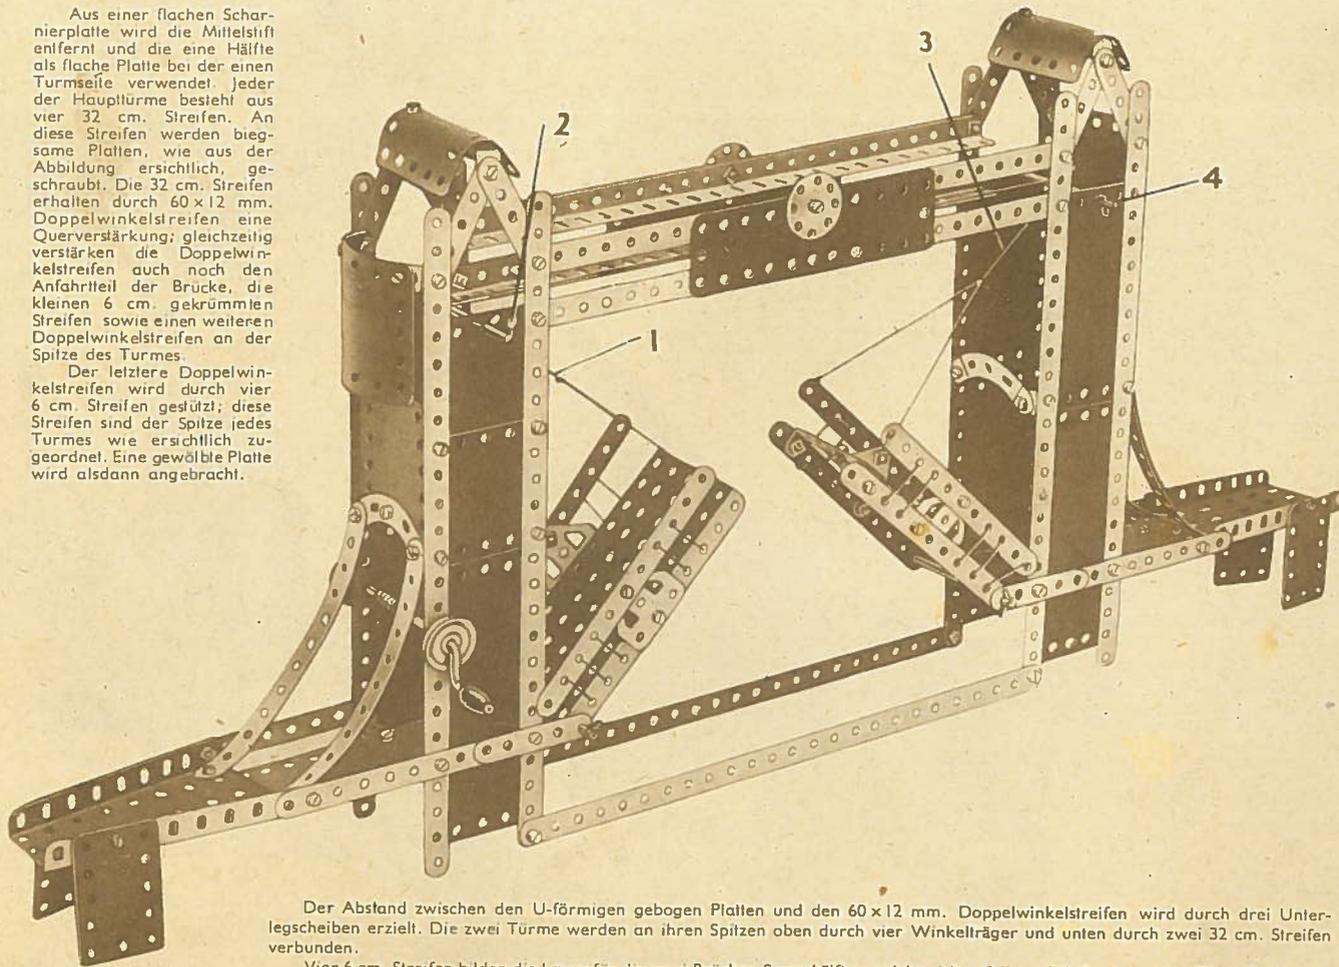 Aus einer flachen Schar-
nierplatte wird die Mittelstift
entfernt und die eine Hälfte
als flache Platte bei der einen
Turmseite verwendet. Jeder
der Haupttürme besteht aus
vier 32 cm. Streifen. An
diese Streifen werden bieg-
same Platten, wie aus der
Abbildung ersichtlich, ge-
schraubt. Die 32 cm. Streifen
erhalten durch 60 x 12 mm.
Doppelwinkelstreifen eine
Querverstärkung; gleichzeitig
verstärken die Doppelwin-
kelstreifen auch noch den
Anfahrtteil der Brücke, die
kleinen 6 cm. gekrümmten
Streifen sowie einen weiteren
Doppelwinkelstreifen an der
Spitze des Turmes.
Der letztere Doppelwin-
kelstreifen wird durch vier
6 cm. Streifen gestützt; diese
Streifen sind der Spitze jedes
Turmes wie ersichtlich zu-
geordnet. Eine gewölbte Platte
wird alsdann angebracht.
1
2
3
4
Der Abstand zwischen den U-förmigen gebogen Platten und den 60 x 12 mm. Doppelwinkelstreifen wird durch drei Unter-
legscheiben erzielt. Die zwei Türme werden an ihren Spitzen oben durch vier Winkelträger und unten durch zwei 32 cm. Streifen
verbunden.